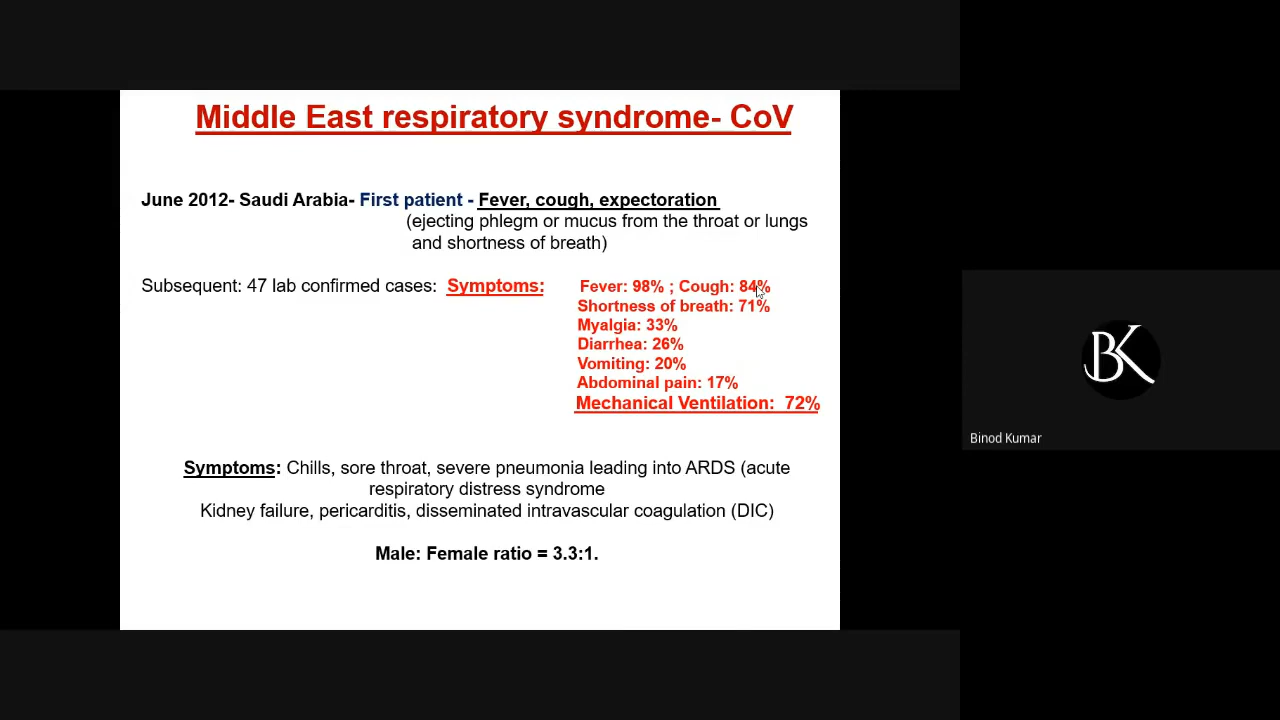 Middle East respiratory syndrome- CoV
June 2012- Saudi Arabia- First patient - Fever, cough, expectoration
(ejecting phlegm or mucus from the throat or lungs
and shortness of breath)
Subsequent: 47 lab confirmed cases: Symptoms: Fever: 98% ; Cough: 84%
Shortness of breath: 71%
Myalgia: 33%
Diarrhea: 26%
Vomiting: 20%
Abdominal pain: 17%
Mechanical Ventilation: 72%
Symptoms: Chills, sore throat, severe pneumonia leading into ARDS (acute
respiratory distress syndrome
Kidney failure, pericarditis, disseminated intravascular coagulation (DIC)
Male: Female ratio = 3.3:1.
BK
Binod Kumar